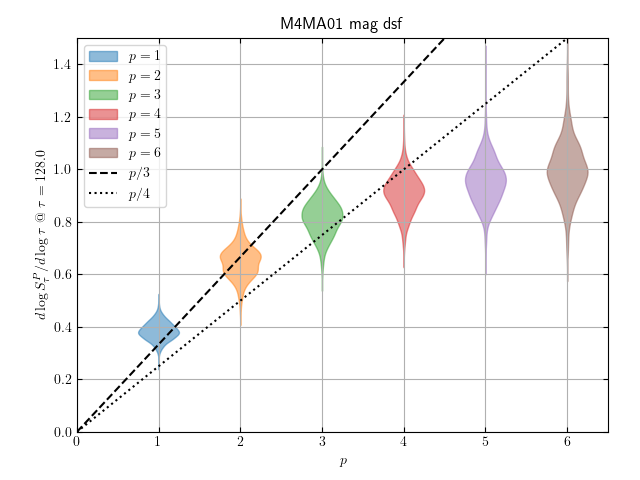 M4MA01 mag dsf
d log S_τ^P / d log τ @ τ = 128.0
1.4
1.2
1.0
0.8
0.6
0.4
0.2
0.0
p = 1
p = 2
p = 3
p = 4
p = 5
p = 6
p/3
p/4
0 1 2 3 4 5 6
p